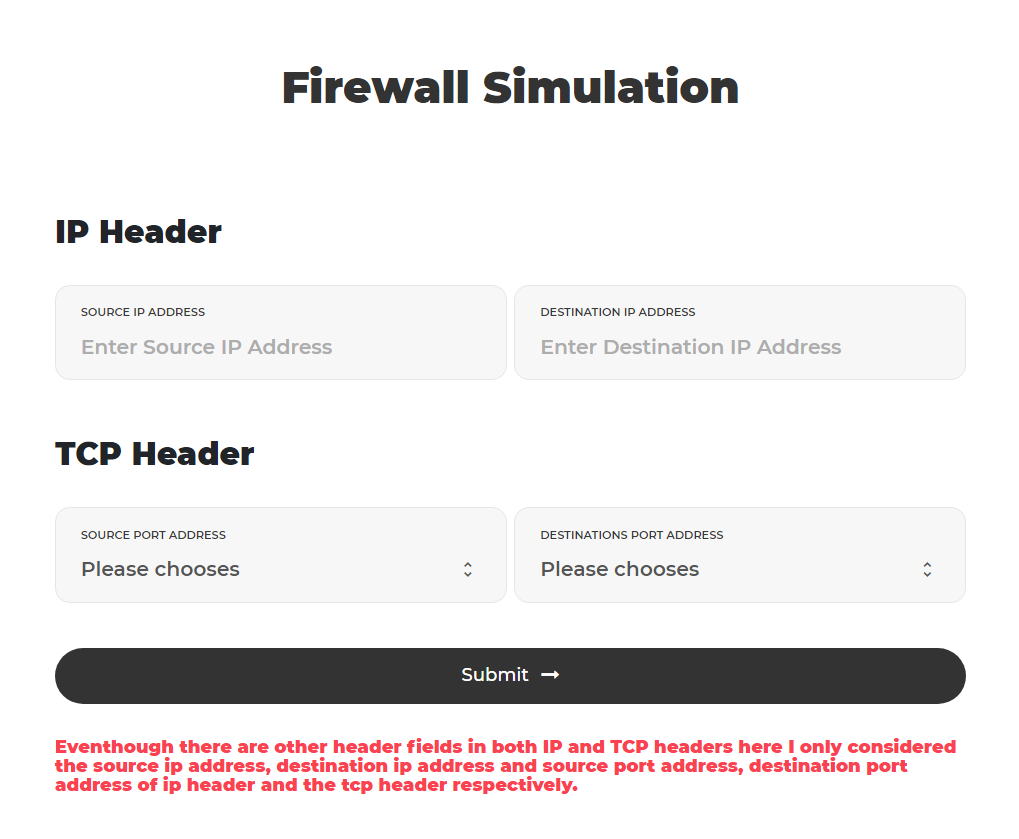 Firewall Simulation
IP Header
SOURCE IP ADDRESS
Enter Source IP Address
DESTINATION IP ADDRESS
Enter Destination IP Address
TCP Header
SOURCE PORT ADDRESS
Please chooses
DESTINATIONS PORT ADDRESS
Please chooses
Submit
Eventhough there are other header fields in both IP and TCP headers here I only considered
the source ip address, destination ip address and source port address, destination port
address of ip header and the tcp header respectively.